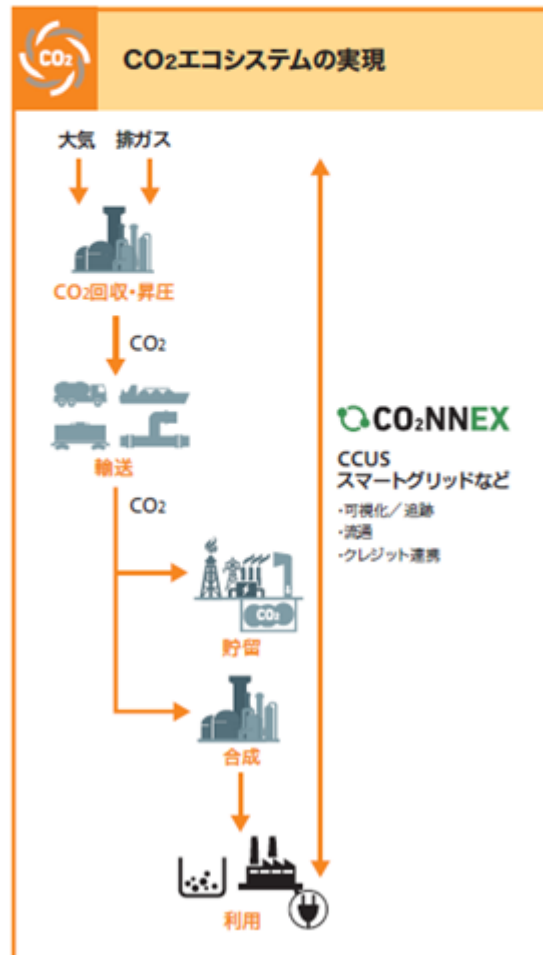 CO2
CO2エコシステムの実現
大気 排ガス
CO2回収・昇圧
CO2
輸送
CO2
CO2NNEX
CCUS
スマートグリッドなど
・可視化／追跡
・流通
・クレジット連携
CO2
貯留
合成
利用